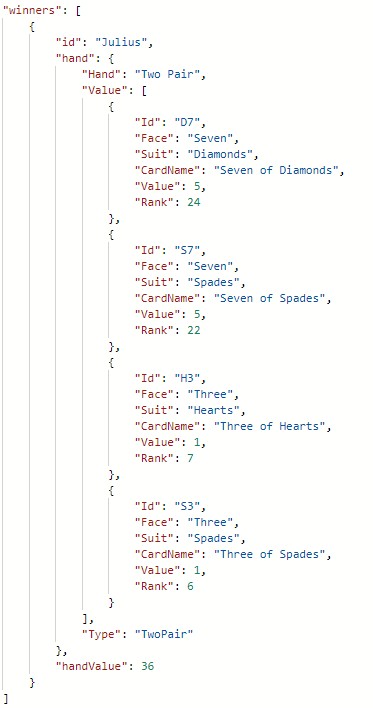 "winners": [
{
"id": "Julius",
"hand": {
"Hand": "Two Pair",
"Value": [
{
"Id": "D7",
"Face": "Seven",
"Suit": "Diamonds",
"CardName": "Seven of Diamonds",
"Value": 5,
"Rank": 24
},
{
"Id": "S7",
"Face": "Seven",
"Suit": "Spades",
"CardName": "Seven of Spades",
"Value": 5,
"Rank": 22
},
{
"Id": "H3",
"Face": "Three",
"Suit": "Hearts",
"CardName": "Three of Hearts",
"Value": 1,
"Rank": 7
},
{
"Id": "S3",
"Face": "Three",
"Suit": "Spades",
"CardName": "Three of Spades",
"Value": 1,
"Rank": 6
}
],
"Type": "TwoPair"
},
"handValue": 36
}
]